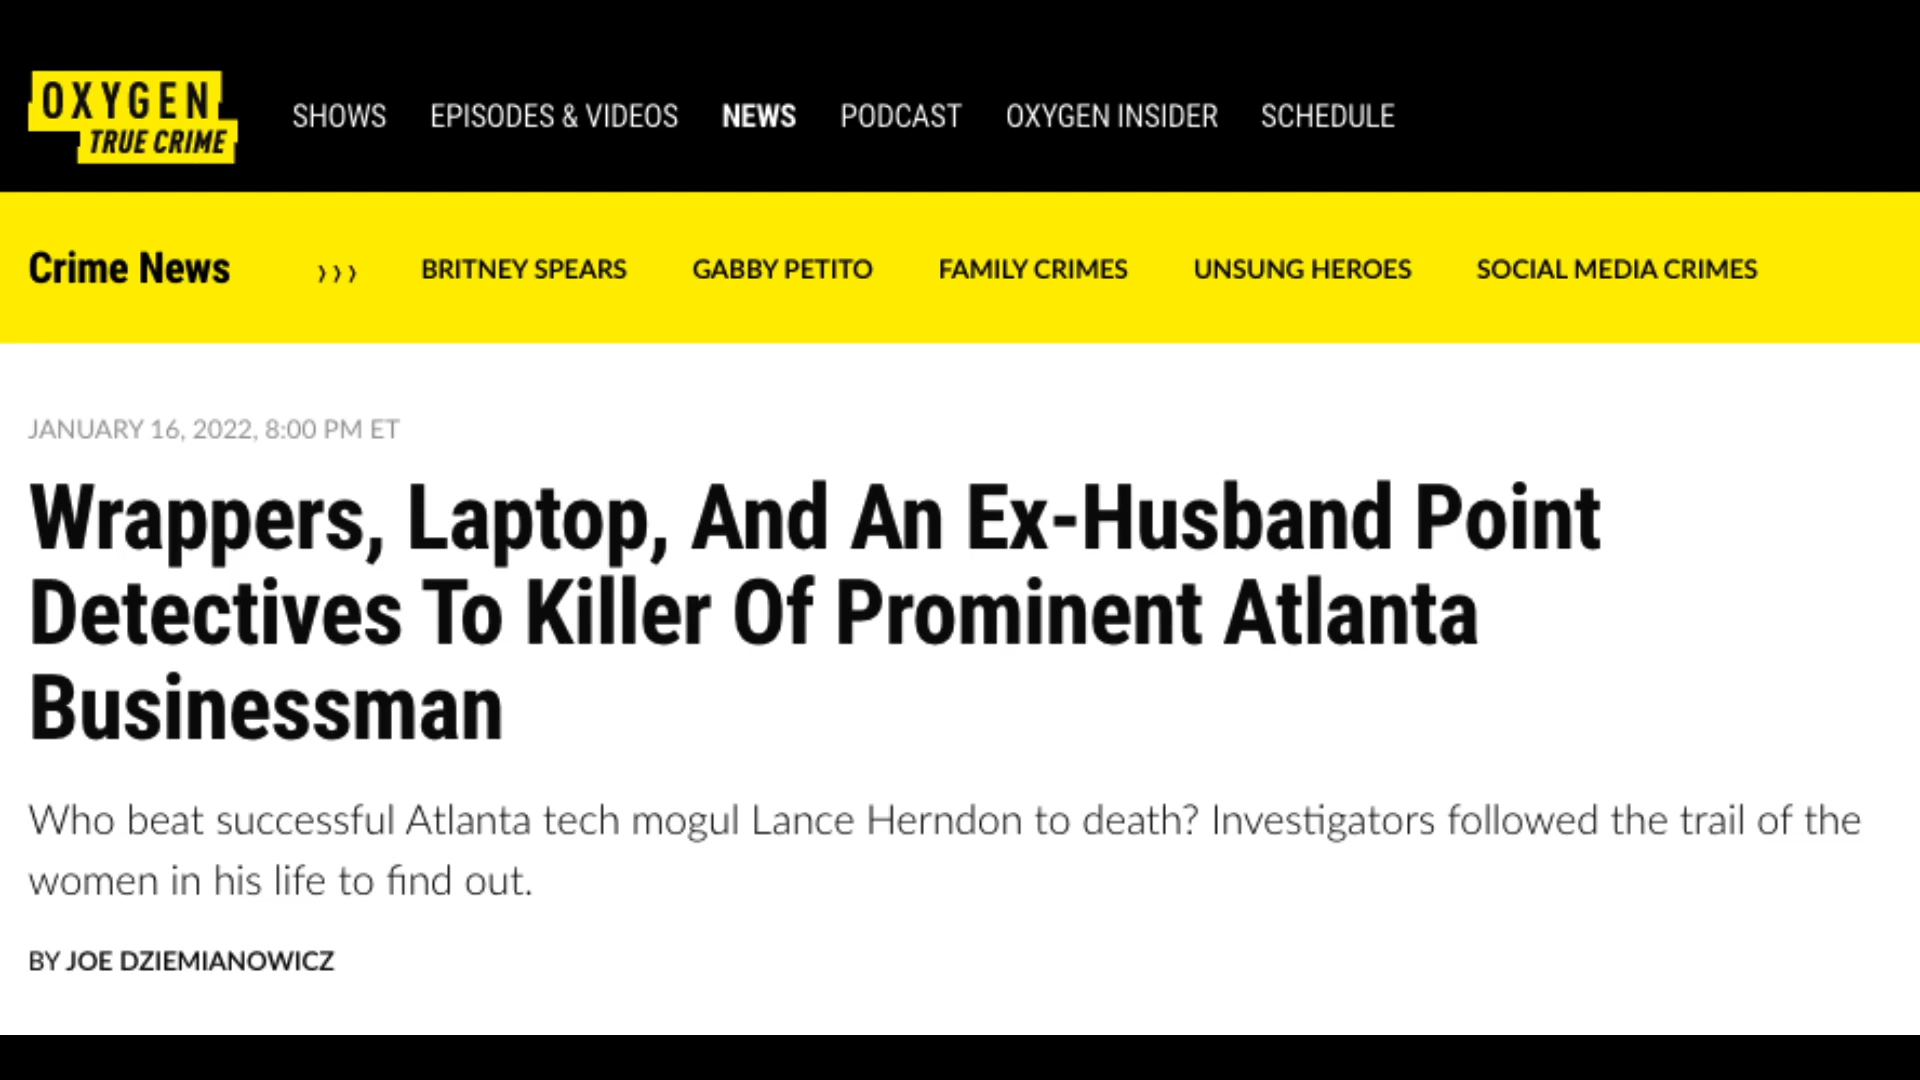 OXYGEN
TRUE CRIME
SHOWS EPISODES & VIDEOS NEWS PODCAST OXYGEN INSIDER SCHEDULE
Crime News ››› BRITNEY SPEARS GABBY PETITO FAMILY CRIMES UNSUNG HEROES SOCIAL MEDIA CRIMES
JANUARY 16, 2022, 8:00 PM ET
Wrappers, Laptop, And An Ex-Husband Point
Detectives To Killer Of Prominent Atlanta
Businessman
Who beat successful Atlanta tech mogul Lance Herndon to death? Investigators followed the trail of the
women in his life to find out.
BY JOE DZIEMIANOWICZ